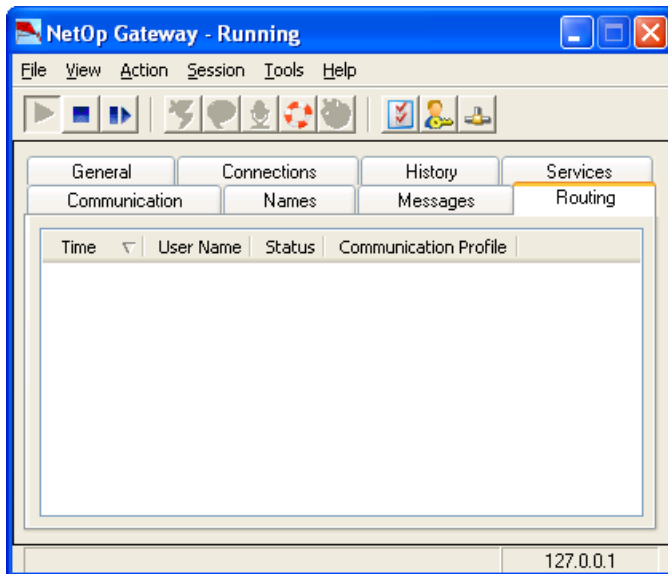 NetOp Gateway - Running
File View Action Session Tools Help
General Connections History Services
Communication Names Messages Routing
Time User Name Status Communication Profile
127.0.0.1